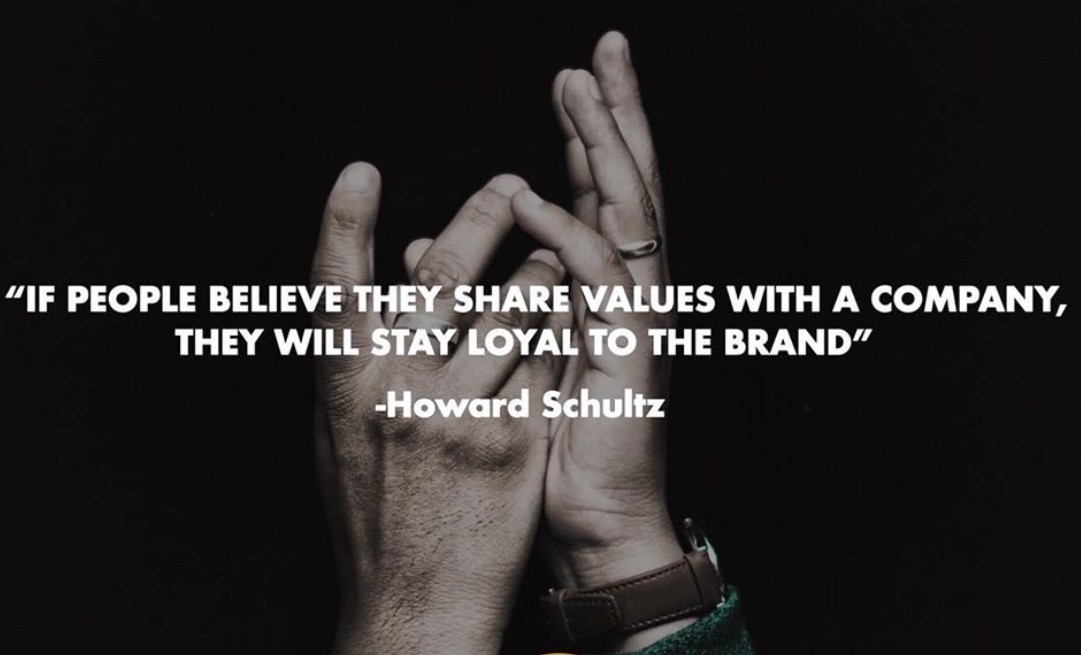 “IF PEOPLE BELIEVE THEY SHARE VALUES WITH A COMPANY,
THEY WILL STAY LOYAL TO THE BRAND”
-Howard Schultz